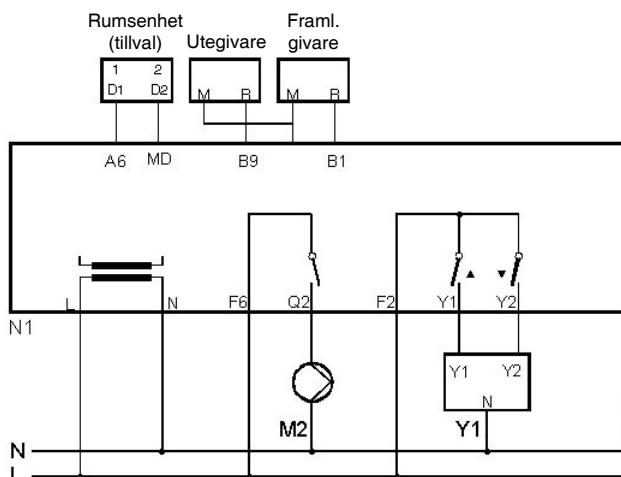 Rumsenhet
(tillval)
Utegivare
Framl.
givare
1 2
D1 D2
M B
M B
A6 MD B9 B1
L N F6 Q2 F2 Y1 Y2
N1
Y1 Y2
N
M2 Y1
N
L